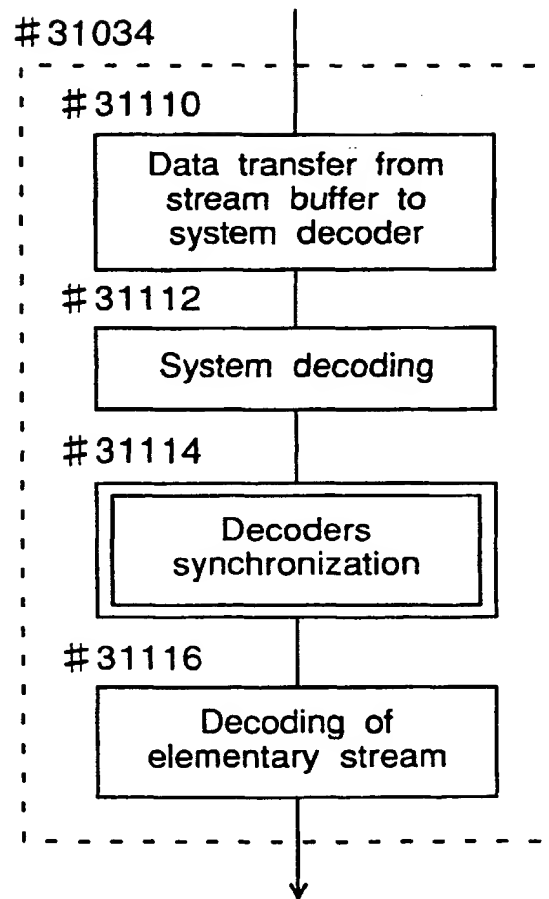 #31034
#31110
Data transfer from
stream buffer to
system decoder
#31112
System decoding
#31114
Decoders
synchronization
#31116
Decoding of
elementary stream